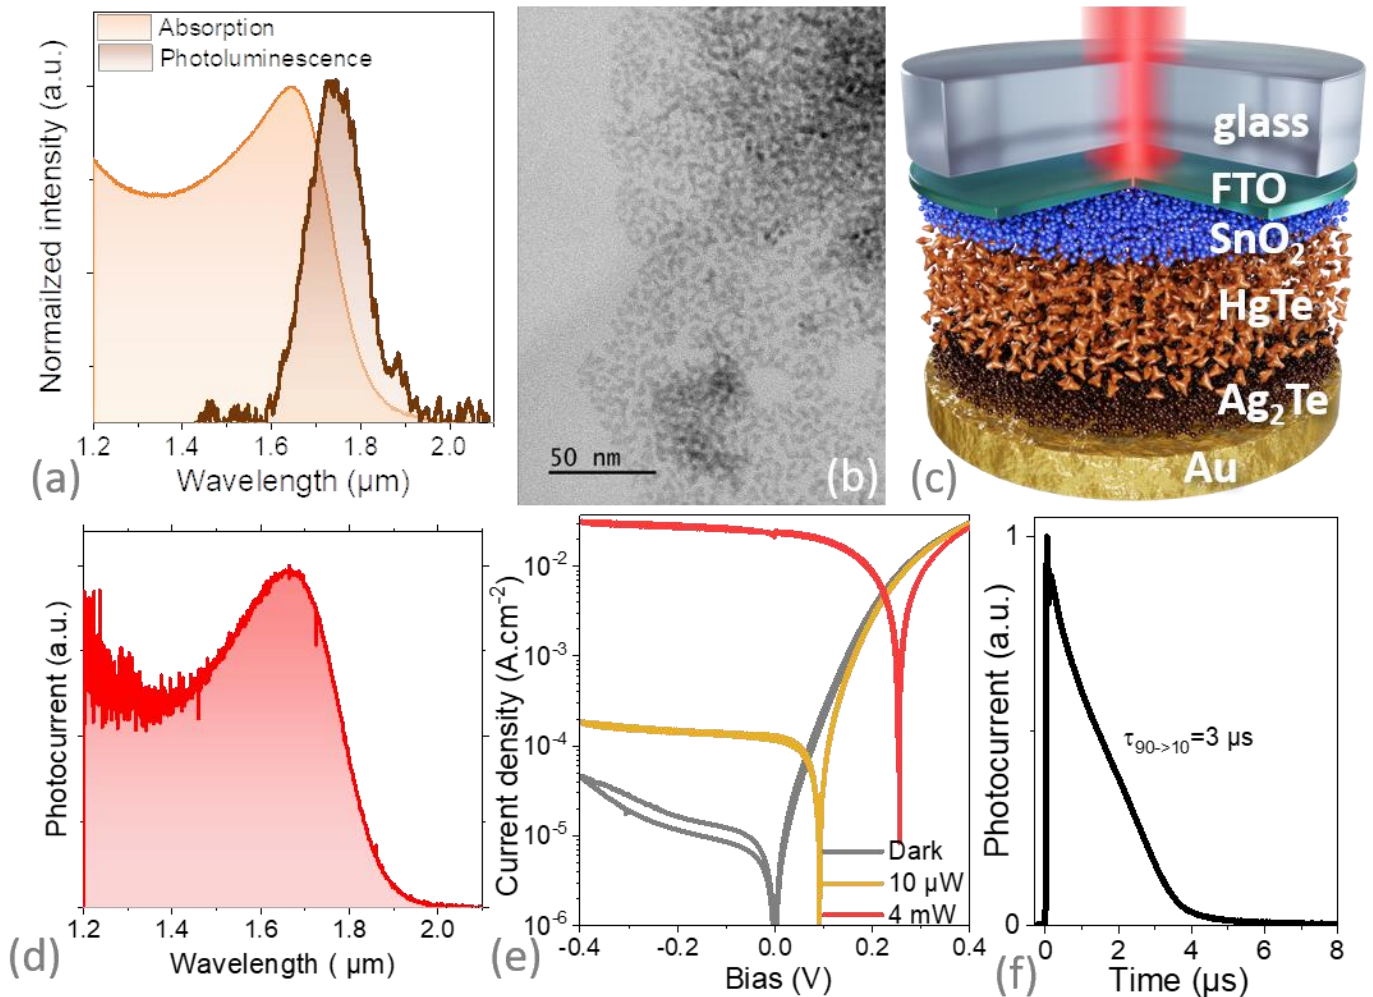 Absorption
Photoluminescence
Normailzed intensity (a.u.)
1.2 1.4 1.6 1.8 2.0
Wavelength (µm)
(a)
50 nm
(b)
glass
FTO
SnO₂
HgTe
Ag₂Te
Au
(c)
Photocurrent (a.u.)
1.2 1.4 1.6 1.8 2.0
Wavelength ( µm)
(d)
Current density (A.cm⁻²)
10⁻²
10⁻³
10⁻⁴
10⁻⁵
10⁻⁶
Dark
10 µW
4 mW
-0.4 -0.2 0.0 0.2 0.4
Bias (V)
(e)
Photocurrent (a.u.)
1
0
τ90->10=3 µs
0 2 4 6 8
Time (µs)
(f)